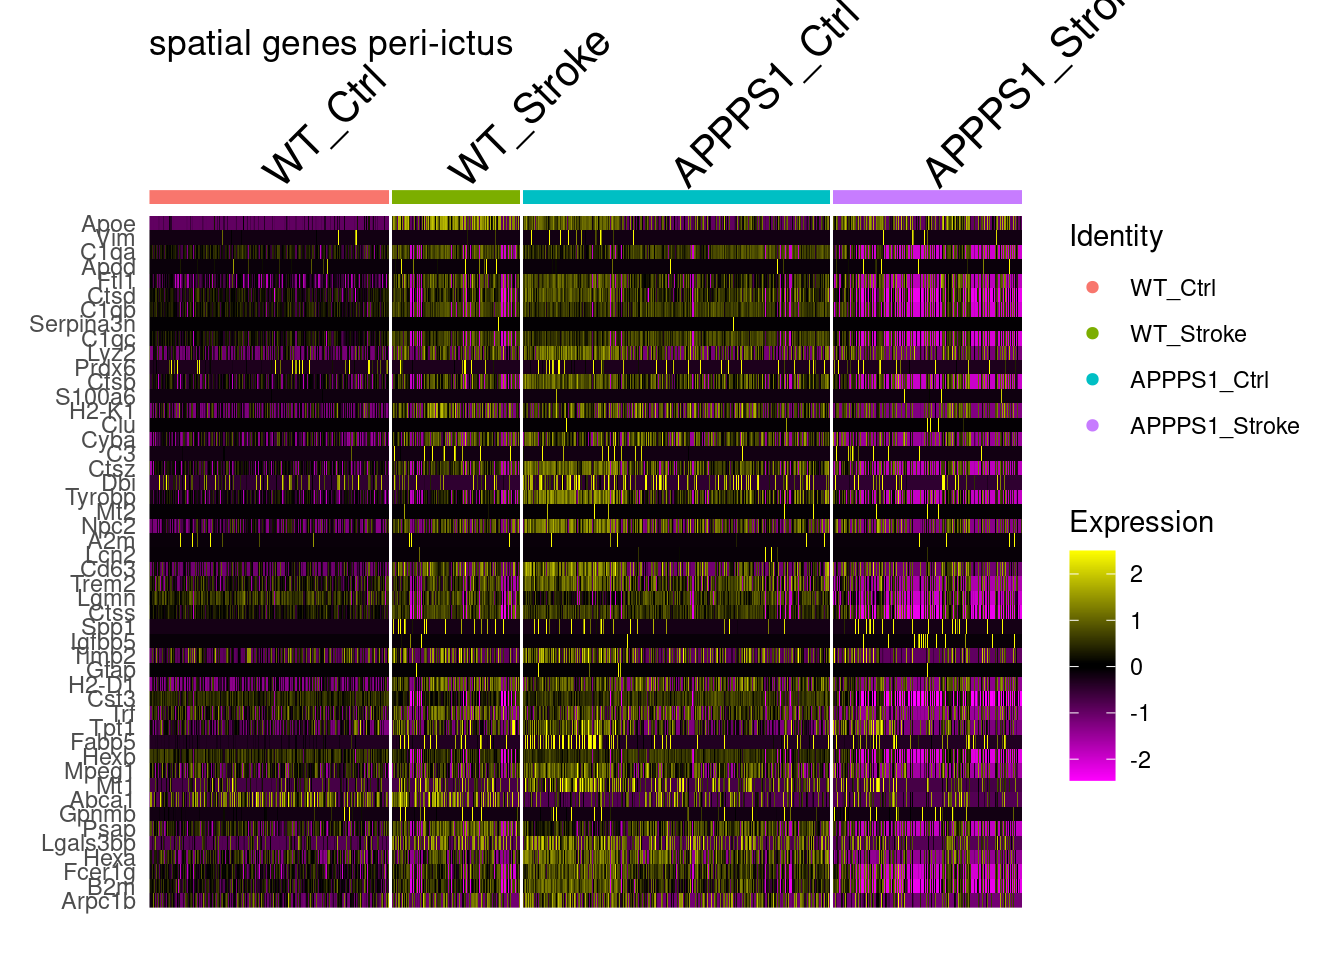 spatial genes peri-ictus
WT_Ctrl
WT_Stroke
APPPS1_Ctrl
APPPS1_Stro
Apoe
Vim
C1qa
Apod
Ftl1
Ctsd
C1qb
Serpina3n
C1qc
Lyz2
Prdx6
Ctsb
S100a6
H2-K1
Clu
Cyba
C3
Ctsz
Dbi
Tyrobp
Mt2
Npc2
A2m
Lcn2
Cd63
Trem2
Lgmn
Ctss
Spp1
Igfbp5
Timp2
Gfap
H2-D1
Cst3
Trf
Tpt1
Fabp5
Hexb
Mpeg1
Mt1
Abca1
Gpnmb
Psap
Lgals3bp
Hexa
Fcer1g
B2m
Arpc1b
Identity
WT_Ctrl
WT_Stroke
APPPS1_Ctrl
APPPS1_Stroke
Expression
2
1
0
-1
-2